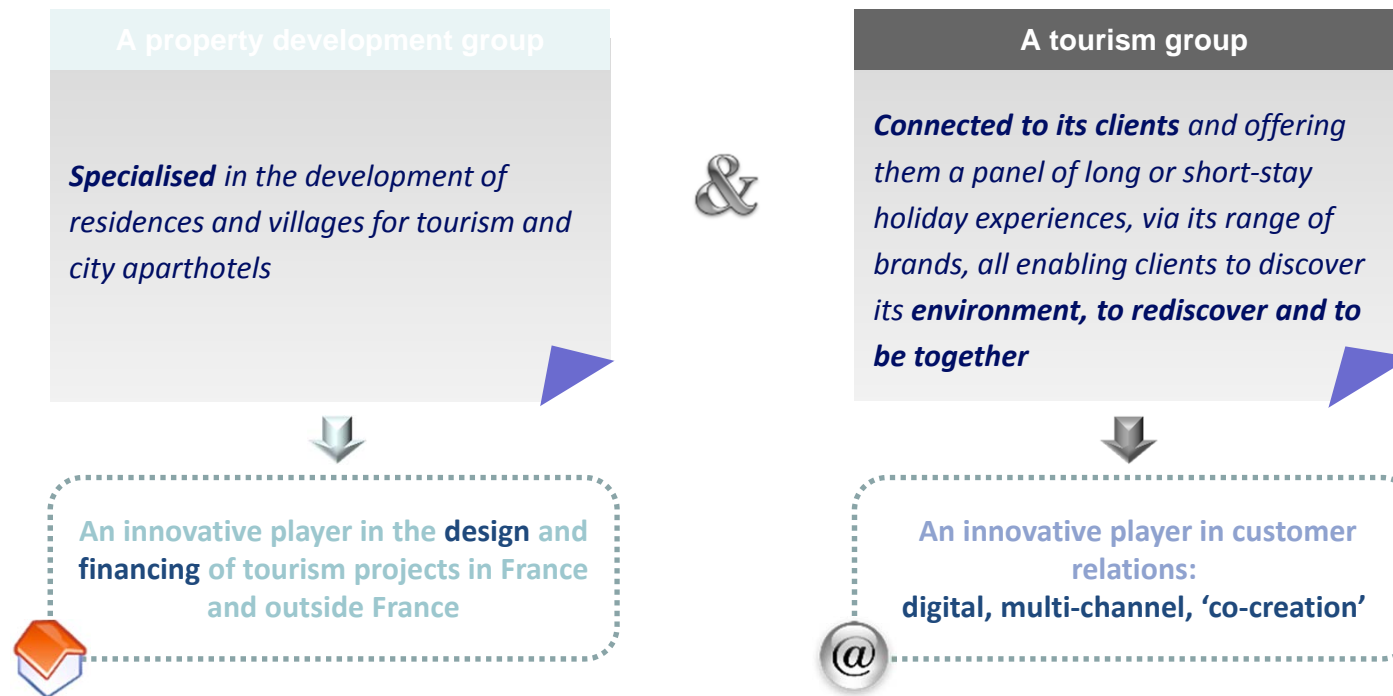 A property development group
Specialised in the development of
residences and villages for tourism and
city aparthotels
&
A tourism group
Connected to its clients and offering
them a panel of long or short-stay
holiday experiences, via its range of
brands, all enabling clients to discover
its environment, to rediscover and to
be together
An innovative player in the design and
financing of tourism projects in France
and outside France
An innovative player in customer
relations:
digital, multi-channel, ‘co-creation’
@